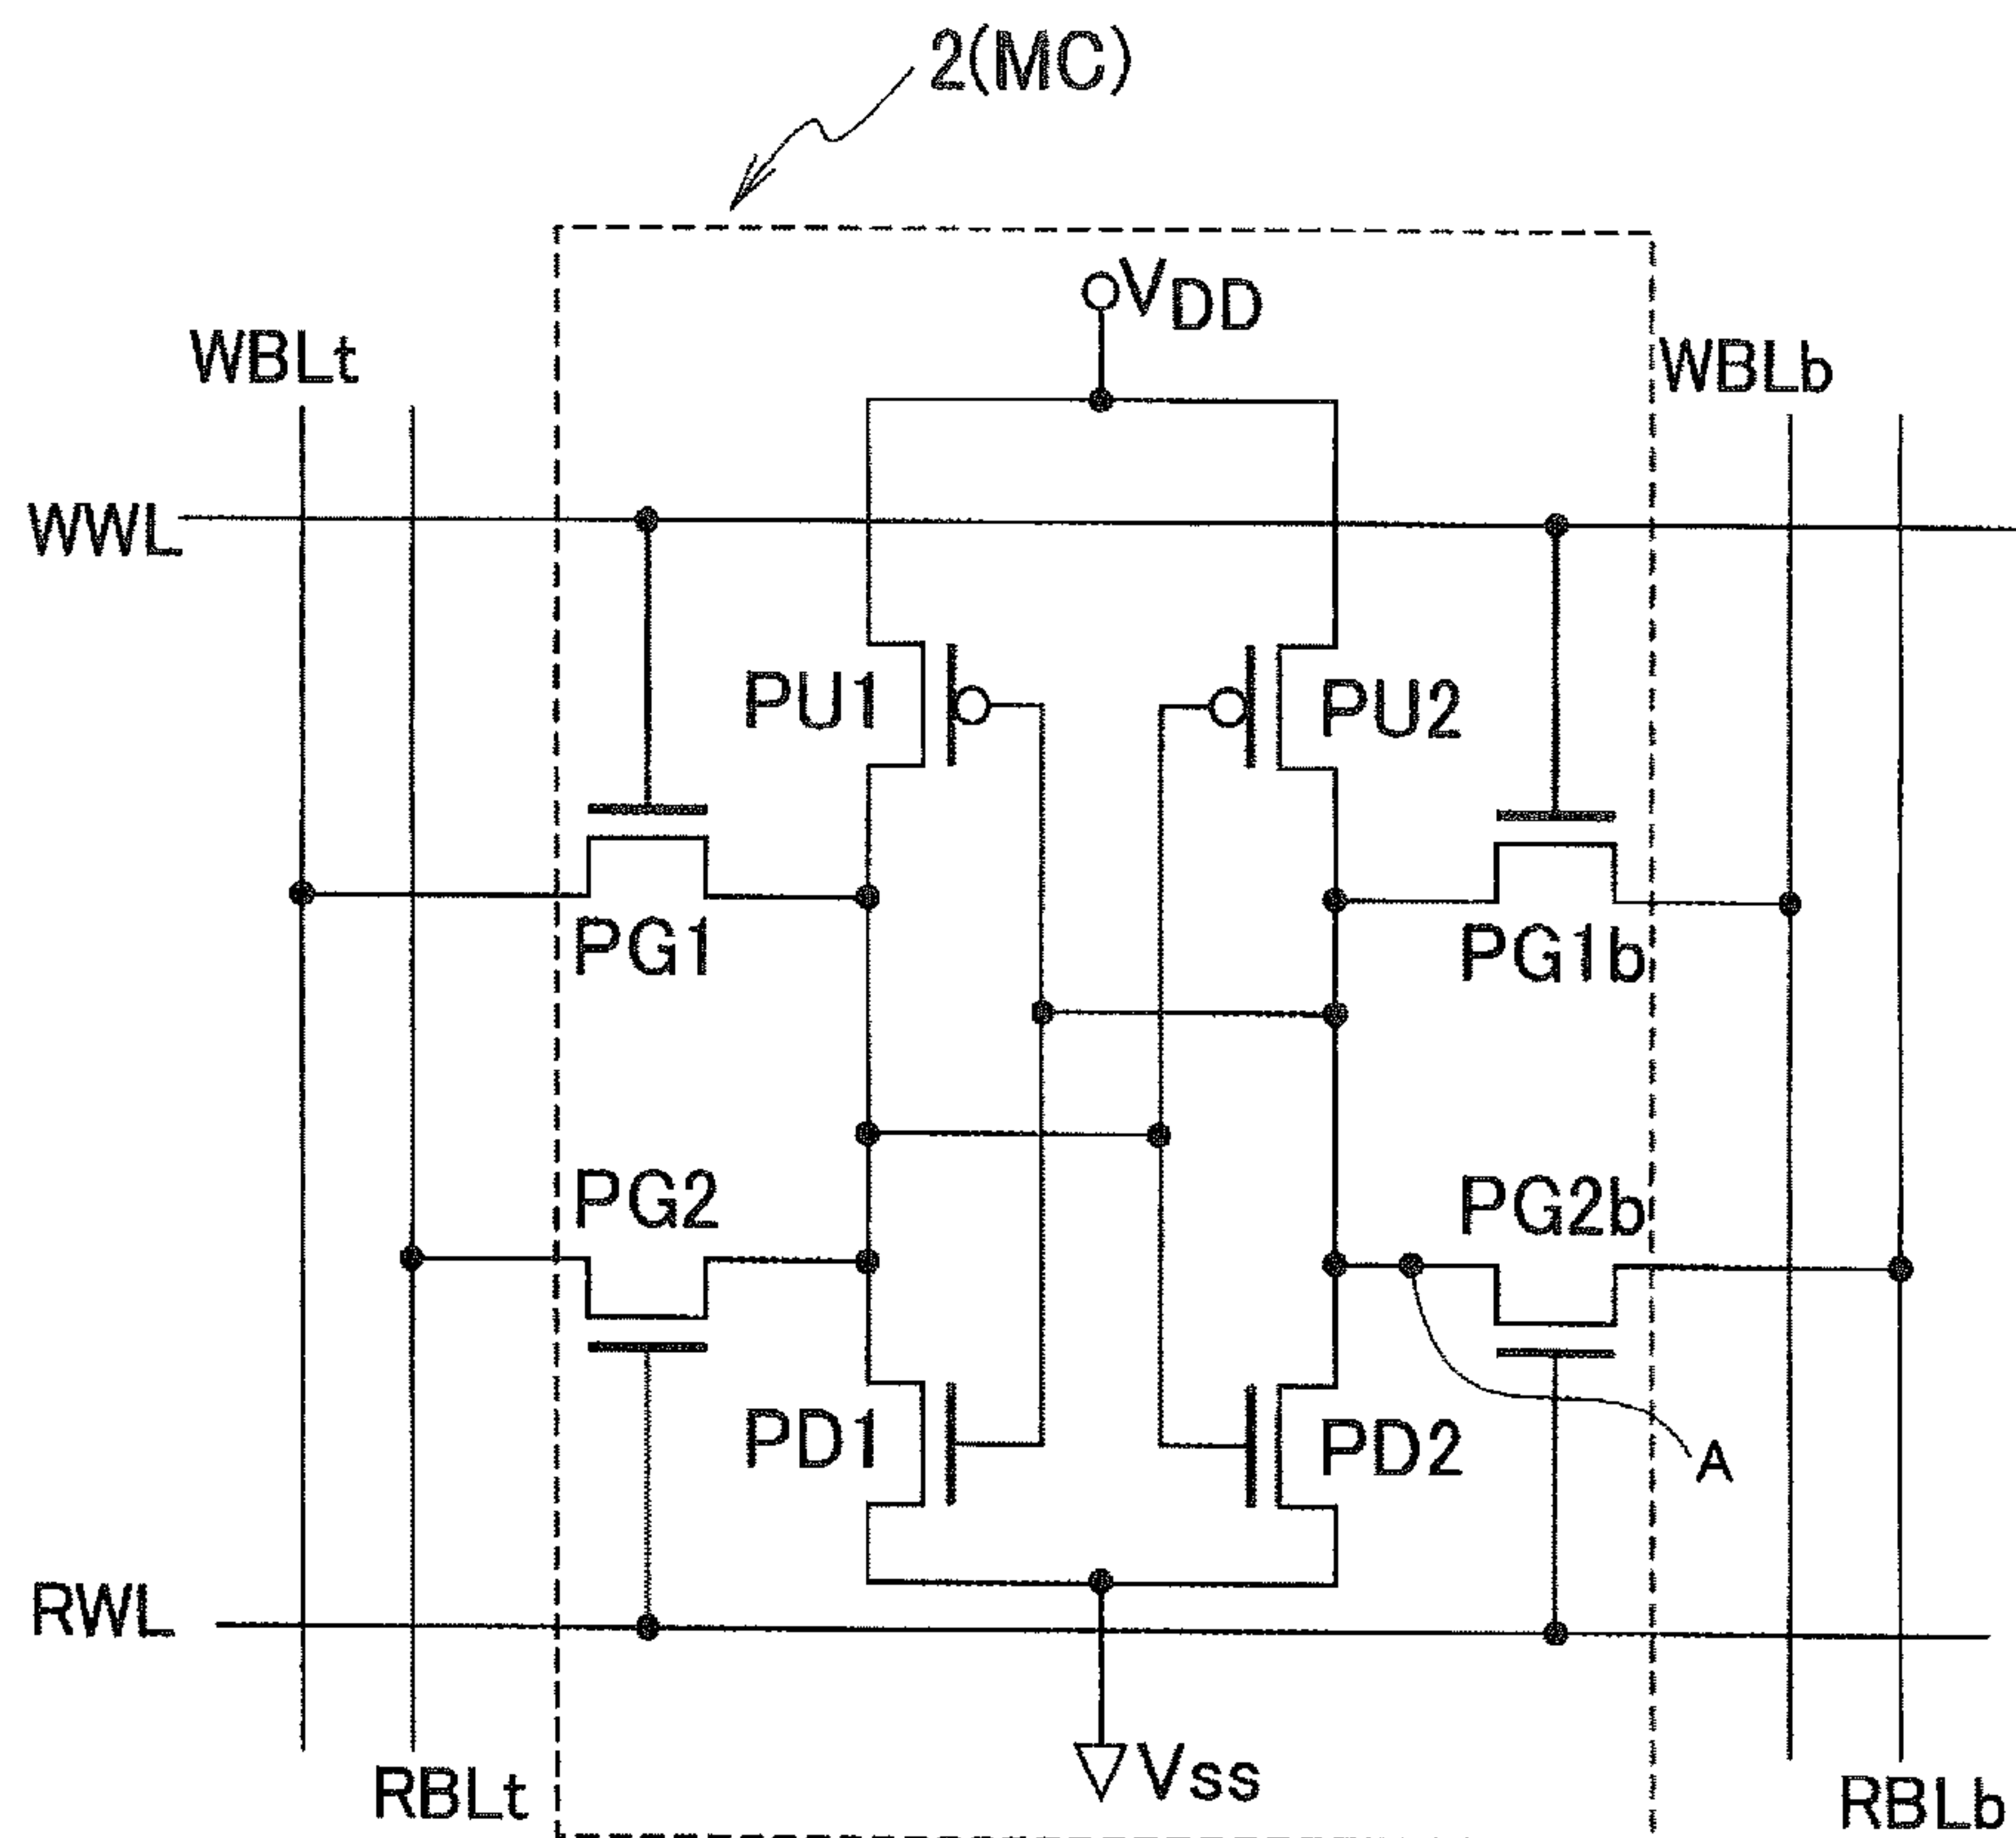 2(MC)
VDD
WBLt
WBLb
WWL
PU1
PU2
PG1
PG1b
PG2
PG2b
PD1
PD2
A
RWL
Vss
RBLt
RBLb